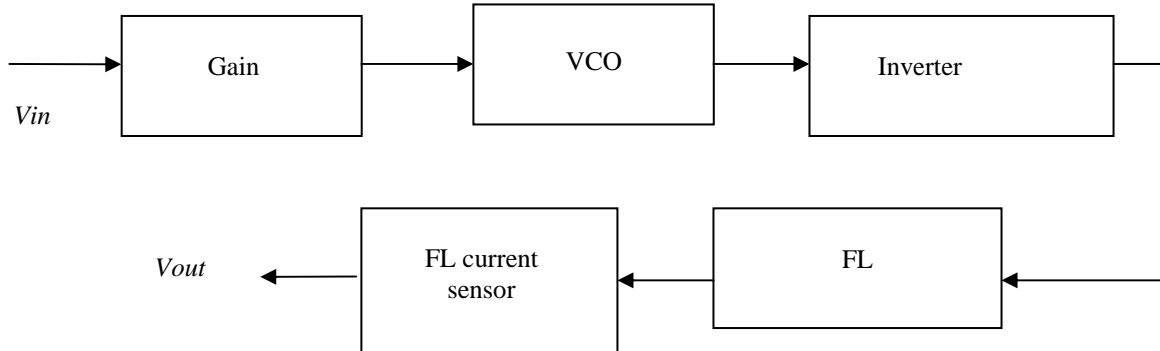 Gain
VCO
Inverter
Vin
Vout
FL current
sensor
FL